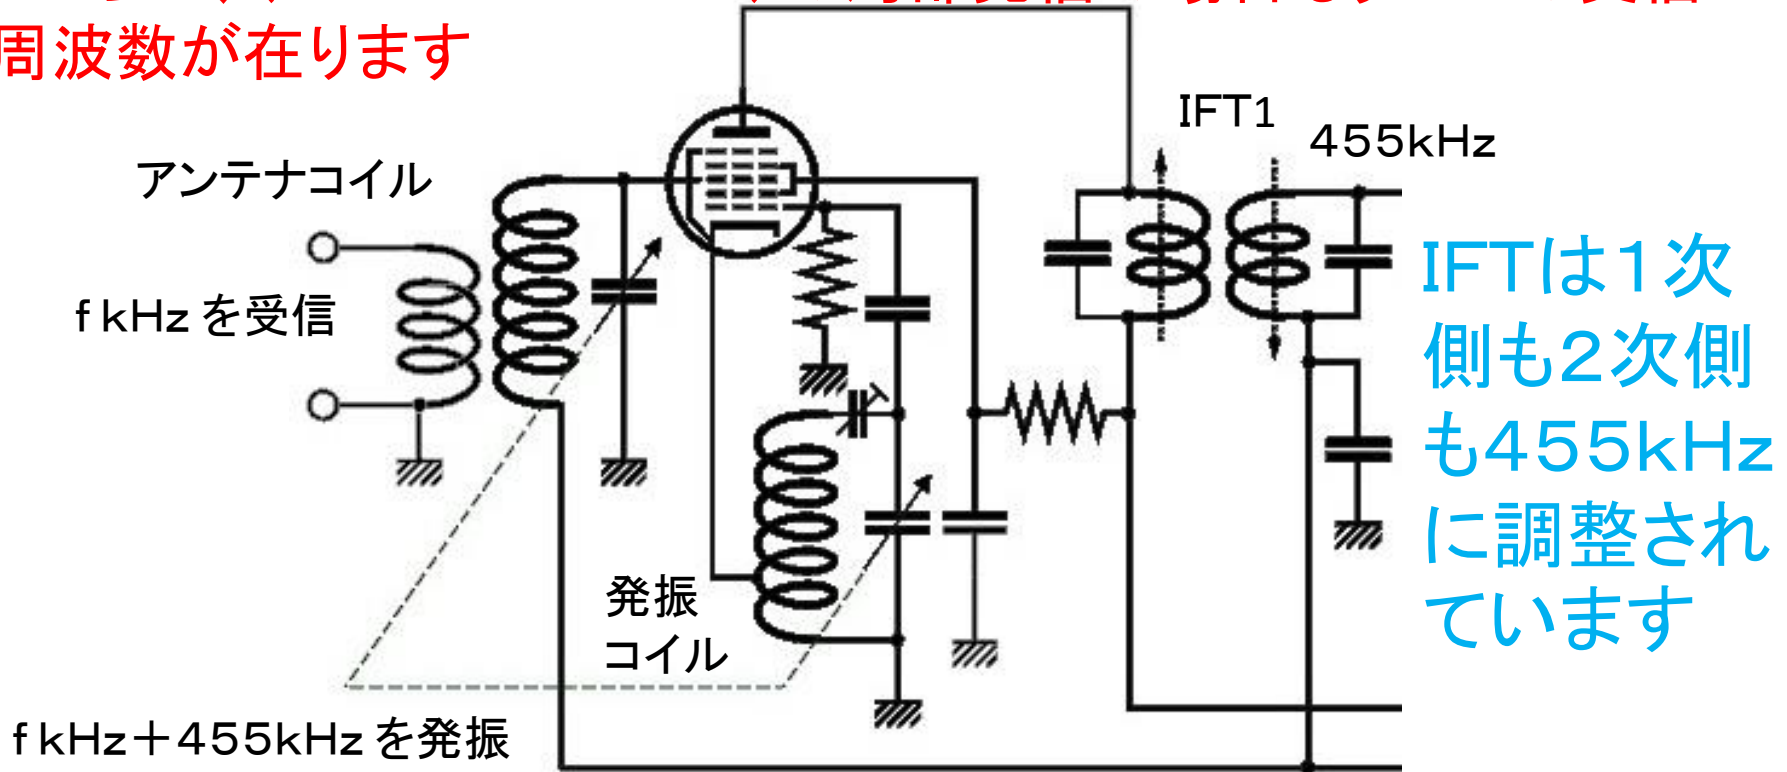 周波数が在ります
IFT1
455kHz
アンテナコイル
f kHz を受信
IFTは1次
側も2次側
も455kHz
に調整され
ています
発振
コイル
f kHz+455kHz を発振